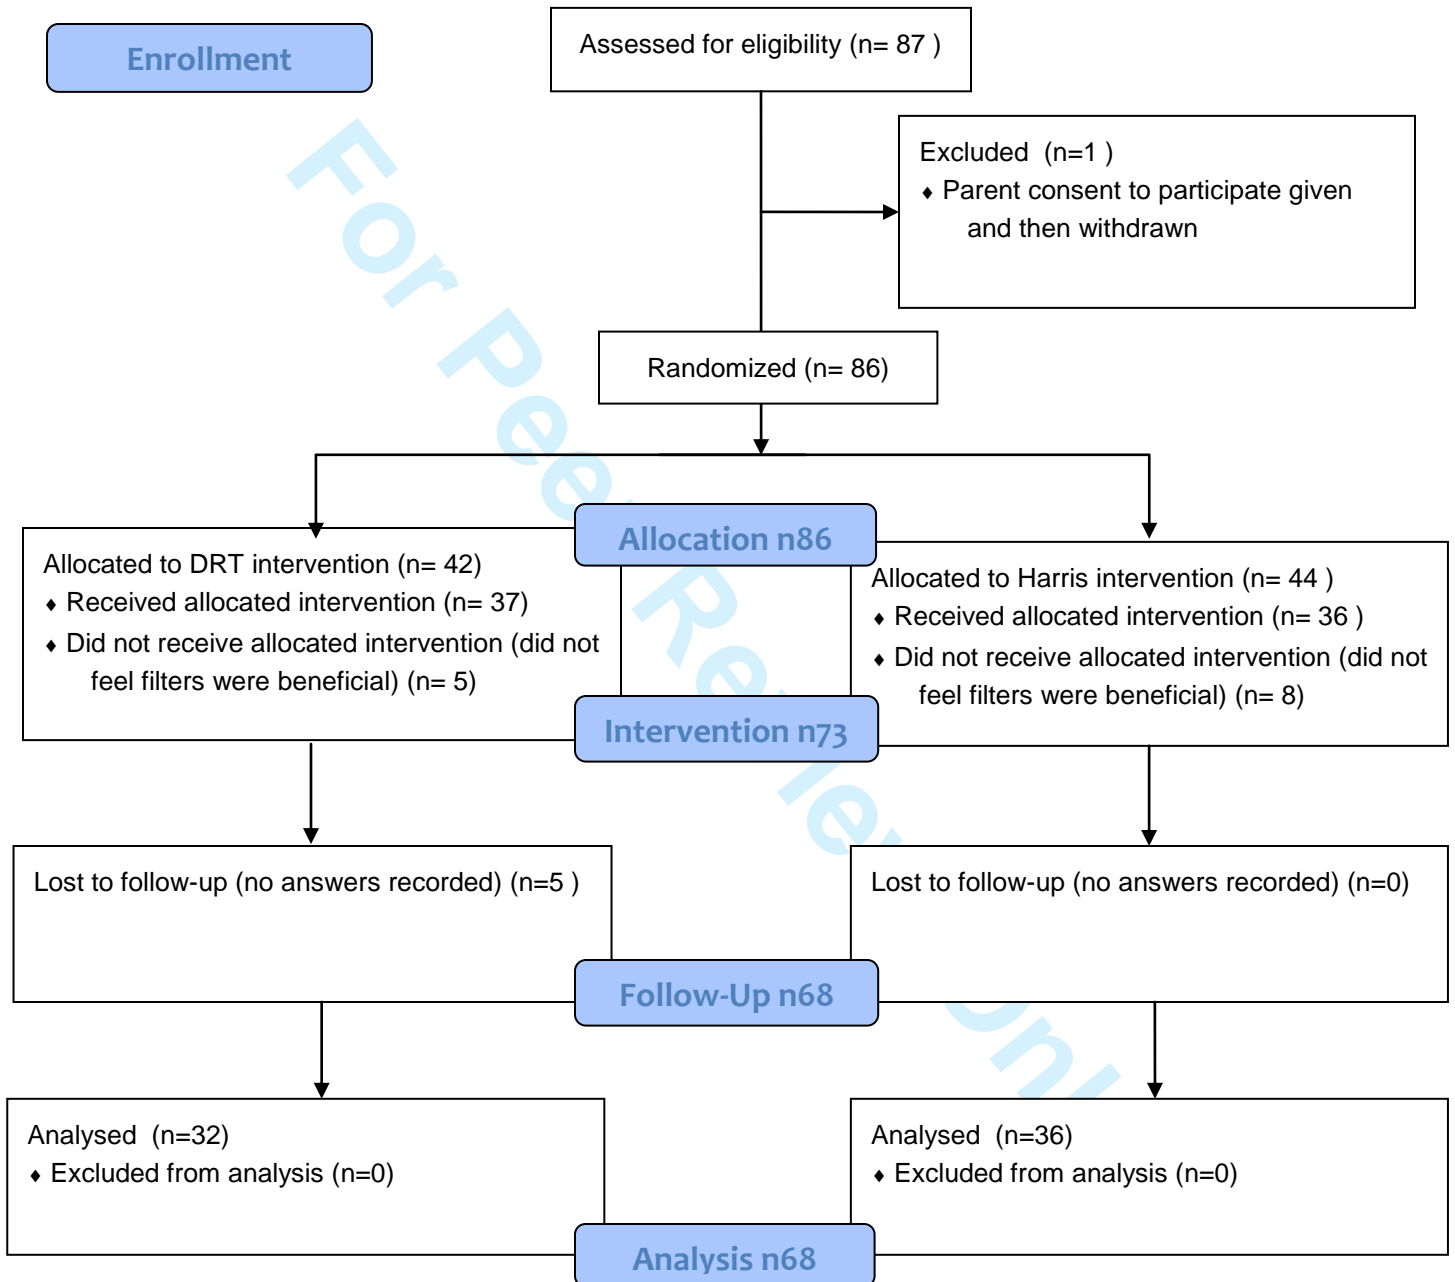 Enrollment
Assessed for eligibility (n= 87 )
Excluded (n=1 )
♦ Parent consent to participate given
and then withdrawn
Randomized (n= 86)
Allocation n86
Allocated to DRT intervention (n= 42)
♦ Received allocated intervention (n= 37)
♦ Did not receive allocated intervention (did not
feel filters were beneficial) (n= 5)
Allocated to Harris intervention (n= 44 )
♦ Received allocated intervention (n= 36 )
♦ Did not receive allocated intervention (did not
feel filters were beneficial) (n= 8)
Intervention n73
Lost to follow-up (no answers recorded) (n=5 )
Lost to follow-up (no answers recorded) (n=0)
Follow-Up n68
Analysed (n=32)
♦ Excluded from analysis (n=0)
Analysed (n=36)
♦ Excluded from analysis (n=0)
Analysis n68
For Peer Review Only